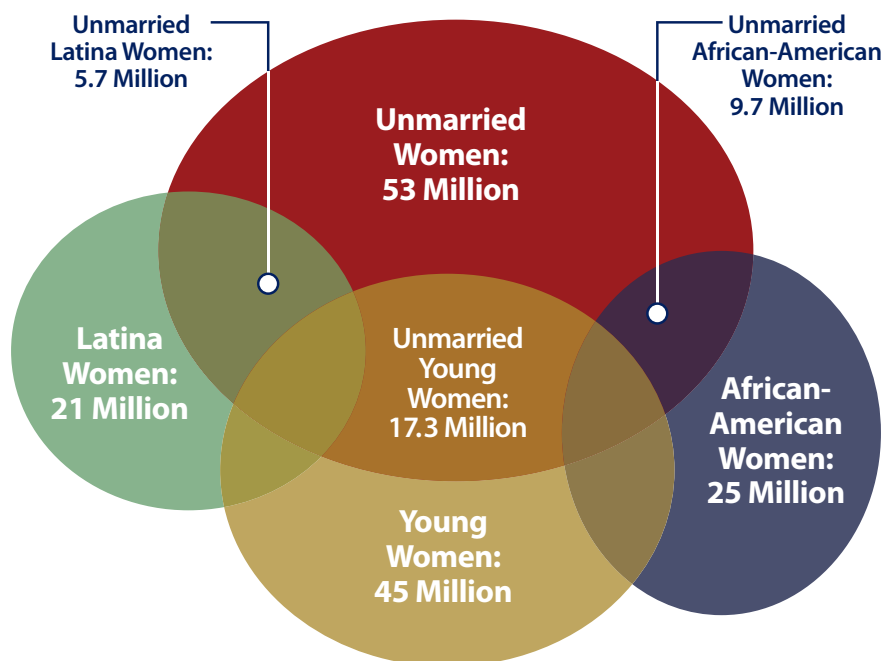 Unmarried
Latina Women:
5.7 Million
Unmarried
African-American
Women:
9.7 Million
Unmarried
Women:
53 Million
Latina
Women:
21 Million
Unmarried
Young
Women:
17.3 Million
African-
American
Women:
25 Million
Young
Women:
45 Million